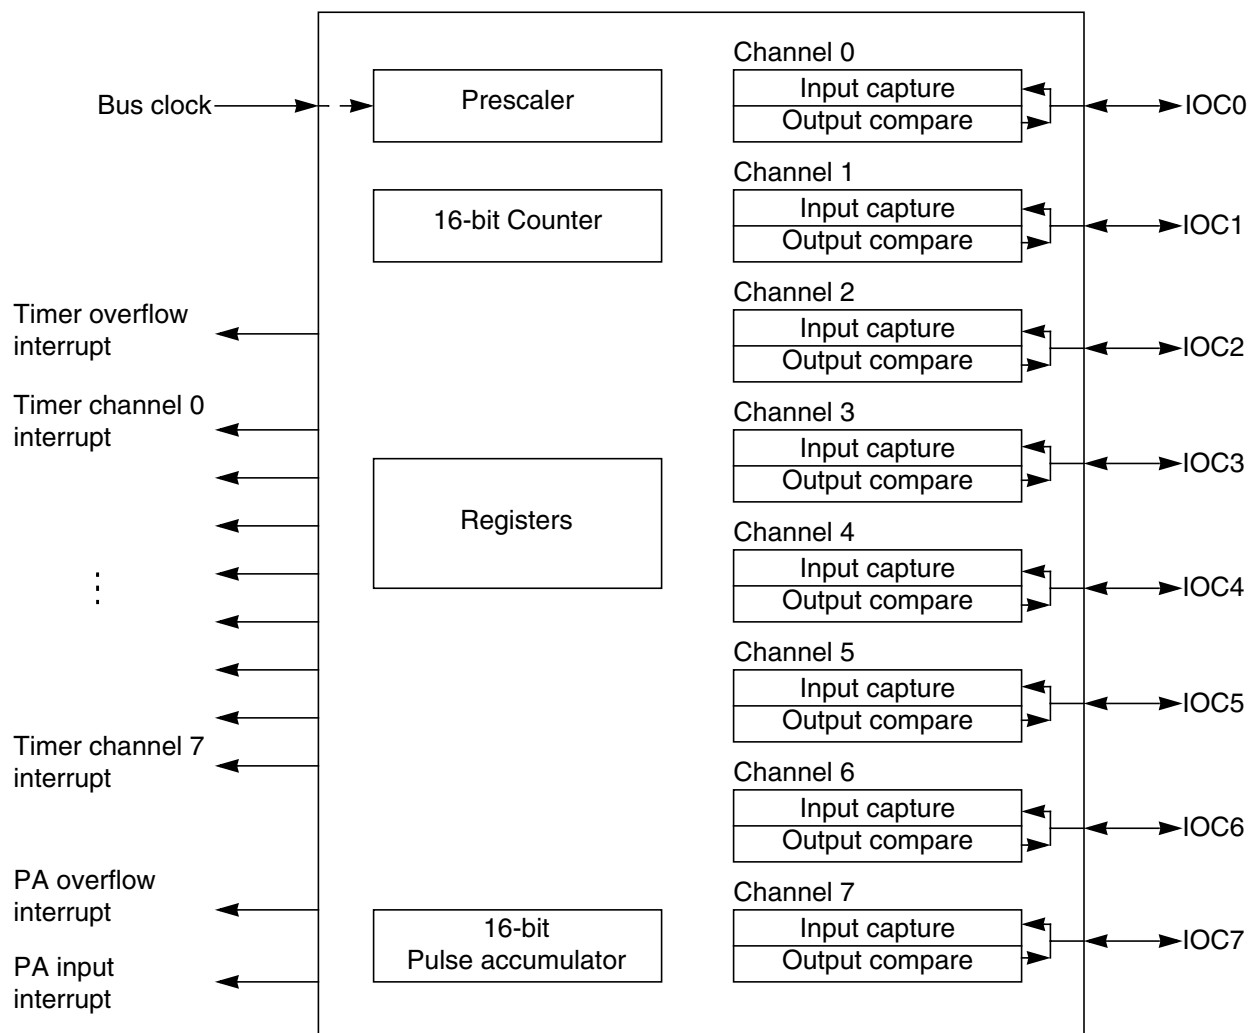 Channel 0
Bus clock
Prescaler
Input capture
Output compare
IOC0
Channel 1
16-bit Counter
Input capture
Output compare
IOC1
Timer overflow
interrupt
Channel 2
Input capture
Output compare
IOC2
Timer channel 0
interrupt
Channel 3
Input capture
Output compare
IOC3
Registers
Channel 4
Input capture
Output compare
IOC4
Channel 5
Input capture
Output compare
IOC5
Timer channel 7
interrupt
Channel 6
Input capture
Output compare
IOC6
PA overflow
interrupt
16-bit
Pulse accumulator
Channel 7
Input capture
Output compare
IOC7
PA input
interrupt